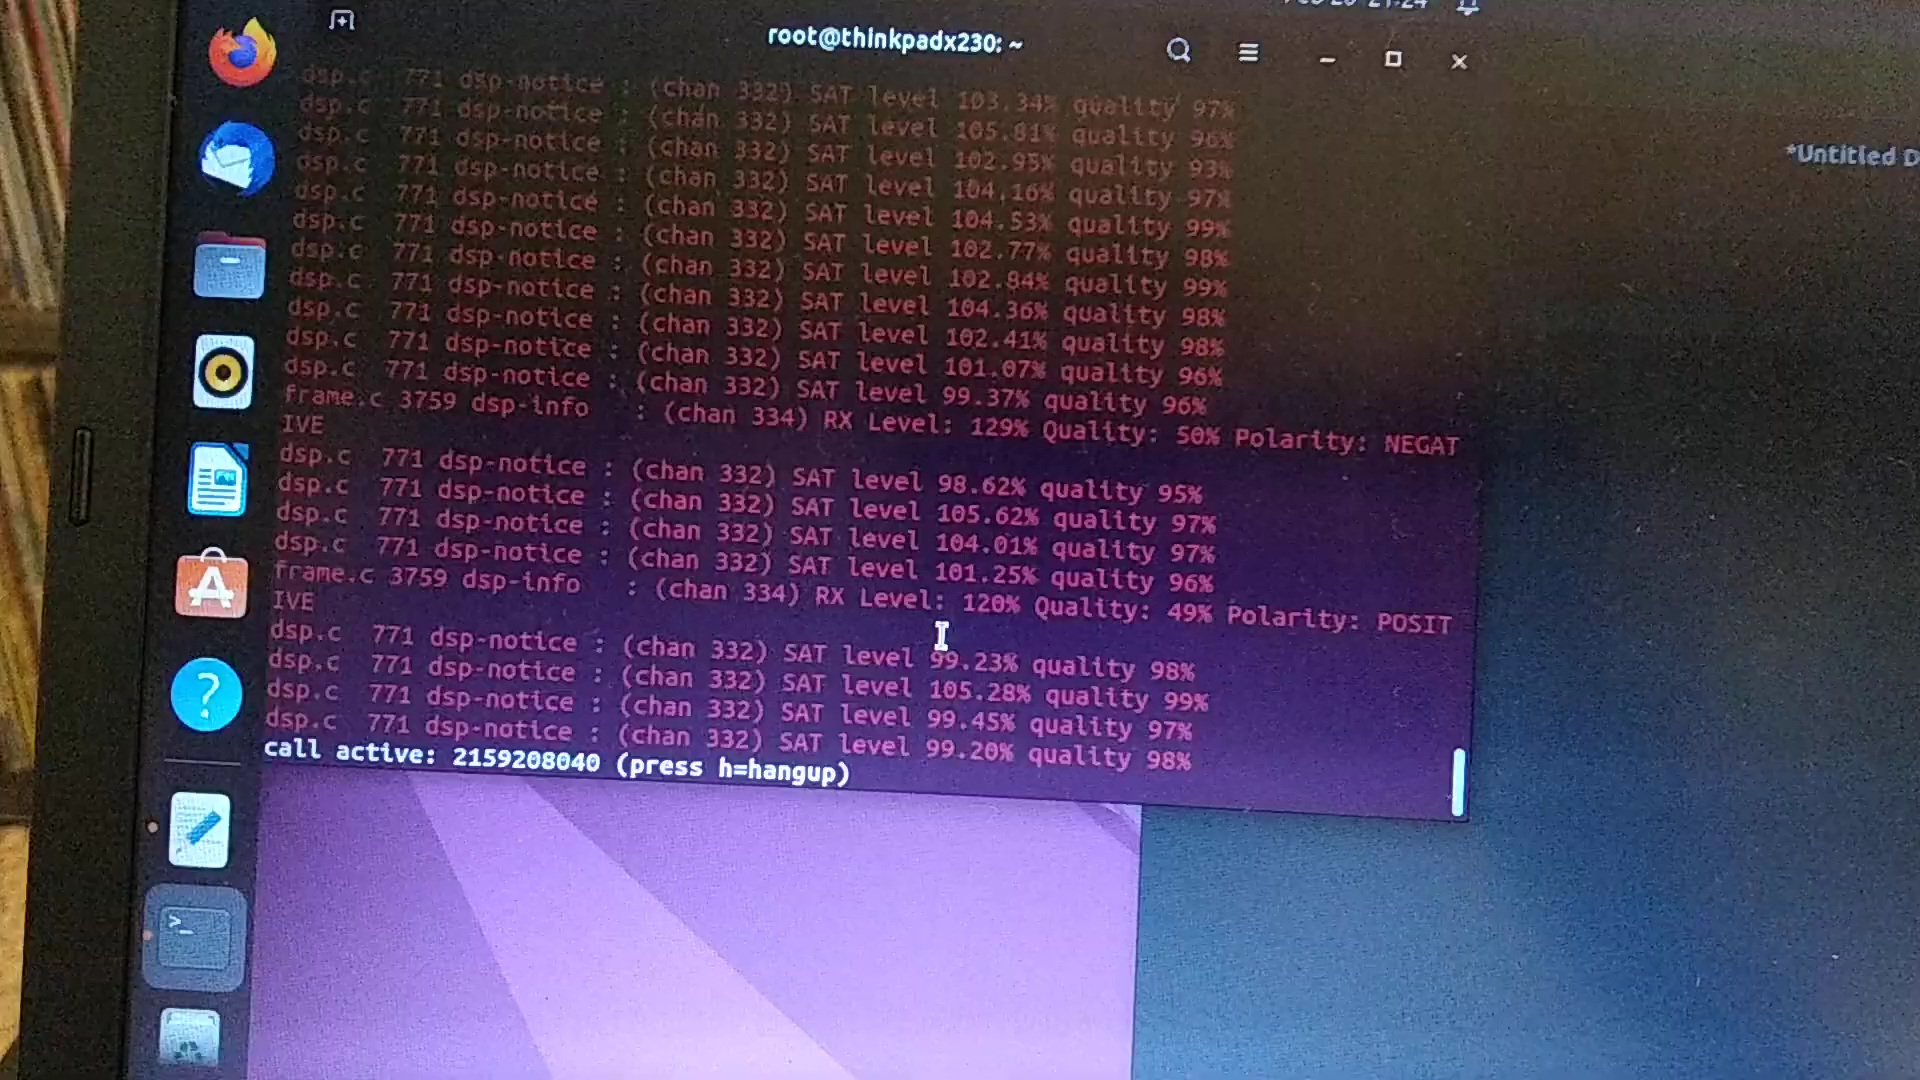 21:24
root@thinkpadx230: ~
*Untitled D
dsp.c 771 dsp-notice : (chan 332) SAT level 103.34% quality 97%
dsp.c 771 dsp-notice : (chan 332) SAT level 105.81% quality 96%
dsp.c 771 dsp-notice : (chan 332) SAT level 102.95% quality 93%
dsp.c 771 dsp-notice : (chan 332) SAT level 104.16% quality 97%
dsp.c 771 dsp-notice : (chan 332) SAT level 104.53% quality 99%
dsp.c 771 dsp-notice : (chan 332) SAT level 102.77% quality 98%
dsp.c 771 dsp-notice : (chan 332) SAT level 102.84% quality 99%
dsp.c 771 dsp-notice : (chan 332) SAT level 104.36% quality 98%
dsp.c 771 dsp-notice : (chan 332) SAT level 102.41% quality 98%
dsp.c 771 dsp-notice : (chan 332) SAT level 101.07% quality 96%
dsp.c 771 dsp-notice : (chan 332) SAT level 99.37% quality 96%
frame.c 3759 dsp-info : (chan 334) RX Level: 129% Quality: 50% Polarity: NEGAT
IVE
dsp.c 771 dsp-notice : (chan 332) SAT level 98.62% quality 95%
dsp.c 771 dsp-notice : (chan 332) SAT level 105.62% quality 97%
dsp.c 771 dsp-notice : (chan 332) SAT level 104.01% quality 97%
dsp.c 771 dsp-notice : (chan 332) SAT level 101.25% quality 96%
frame.c 3759 dsp-info : (chan 334) RX Level: 120% Quality: 49% Polarity: POSIT
IVE
dsp.c 771 dsp-notice : (chan 332) SAT level 99.23% quality 98%
dsp.c 771 dsp-notice : (chan 332) SAT level 105.28% quality 99%
dsp.c 771 dsp-notice : (chan 332) SAT level 99.45% quality 97%
dsp.c 771 dsp-notice : (chan 332) SAT level 99.20% quality 98%
call active: 2159208040 (press h=hangup)